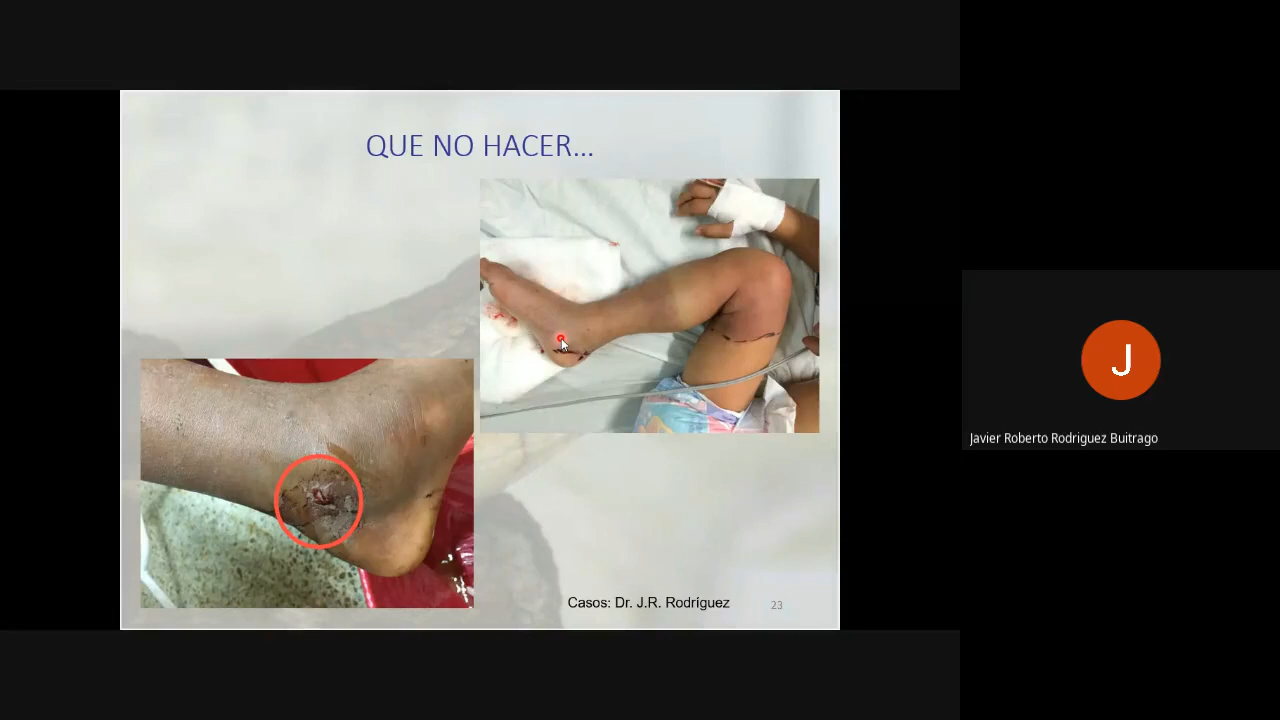 QUE NO HACER...
Casos: Dr. J.R. Rodríguez
23
J
Javier Roberto Rodriguez Buitrago